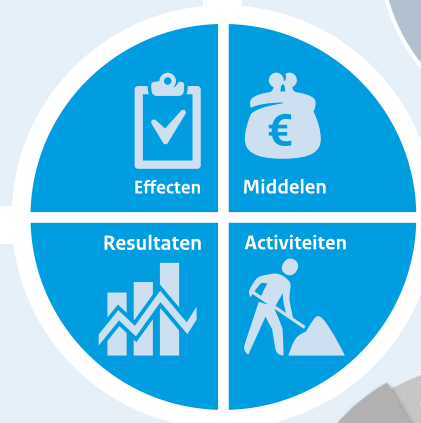 €
Effecten
Middelen
Resultaten
Activiteiten